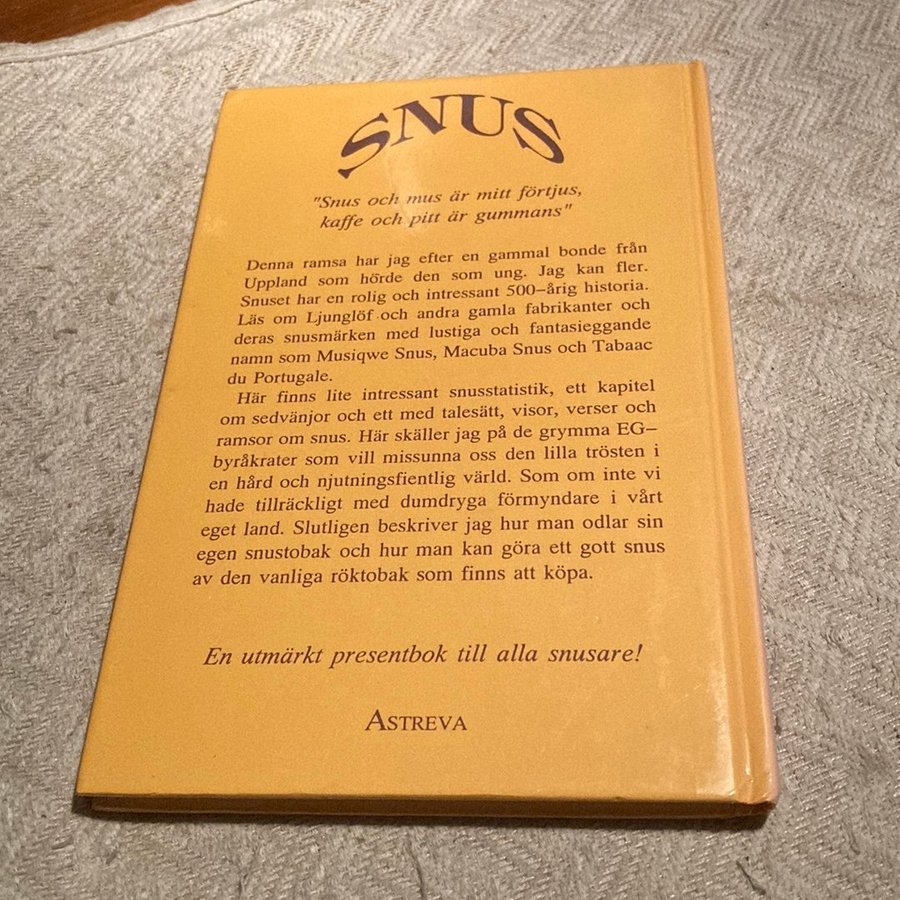 SNUS
"Snus och mus är mitt förtjus,
kaffe och pitt är gummans"
Denna ramsa har jag efter en gammal bonde från
Uppland som hörde den som ung. Jag kan fler.
Snuset har en rolig och intressant 500-årig historia.
Läs om Ljunglöf och andra gamla fabrikanter och
deras snusmärken med lustiga och fantasieggande
namn som Musiqwe Snus, Macuba Snus och Tabaac
du Portugale.
Här finns lite intressant snusstatistik, ett kapitel
om sedvänjor och ett med talesätt, visor, verser och
ramsor om snus. Här skäller jag på de grymma EG-
byråkrater som vill missunna oss den lilla trösten i
en hård och njutningsfientlig värld. Som om inte vi
hade tillräckligt med dumdryga förmyndare i vårt
eget land. Slutligen beskriver jag hur man odlar sin
egen snustobak och hur man kan göra ett gott snus
av den vanliga röktobak som finns att köpa.
En utmärkt presentbok till alla snusare!
ASTREVA